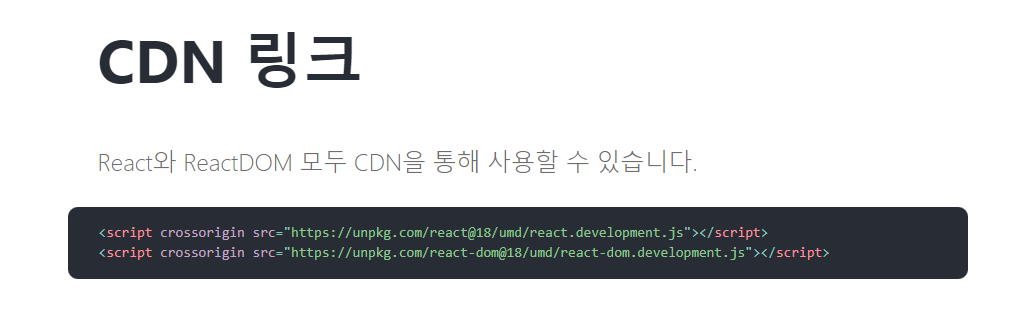 CDN 링크
React와 ReactDOM 모두 CDN을 통해 사용할 수 있습니다.
<script crossorigin src="https://unpkg.com/react@18/umd/react.development.js"></script>
<script crossorigin src="https://unpkg.com/react-dom@18/umd/react-dom.development.js"></script>